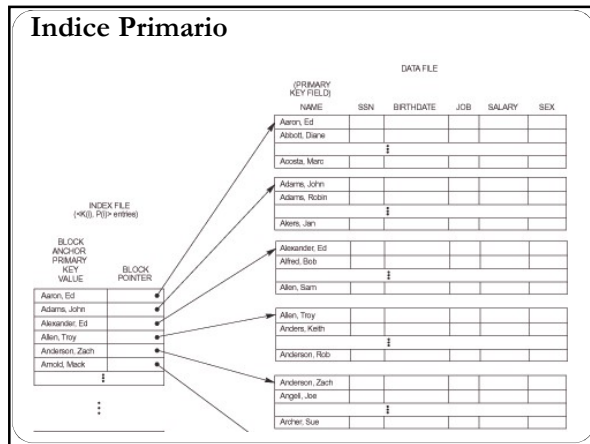 Indice Primario
DATA FILE
(PRIMARY
KEY FIELD)
NAME SSN BIRTHDATE JOB SALARY SEX
Aaron, Ed
Abbott, Diane
Acosta, Marc
Adams, John
Adams, Robin
Akers, Jan
INDEX FILE
(<K(i), P(i)> entries)
BLOCK
ANCHOR
PRIMARY
KEY
VALUE
BLOCK
POINTER
Aaron, Ed
Adams, John
Alexander, Ed
Allen, Troy
Anderson, Zach
Arnold, Mack
Alexander, Ed
Alfred, Bob
Allen, Sam
Allen, Troy
Anders, Keith
Anderson, Rob
Anderson, Zach
Angeli, Joe
Archer, Sue